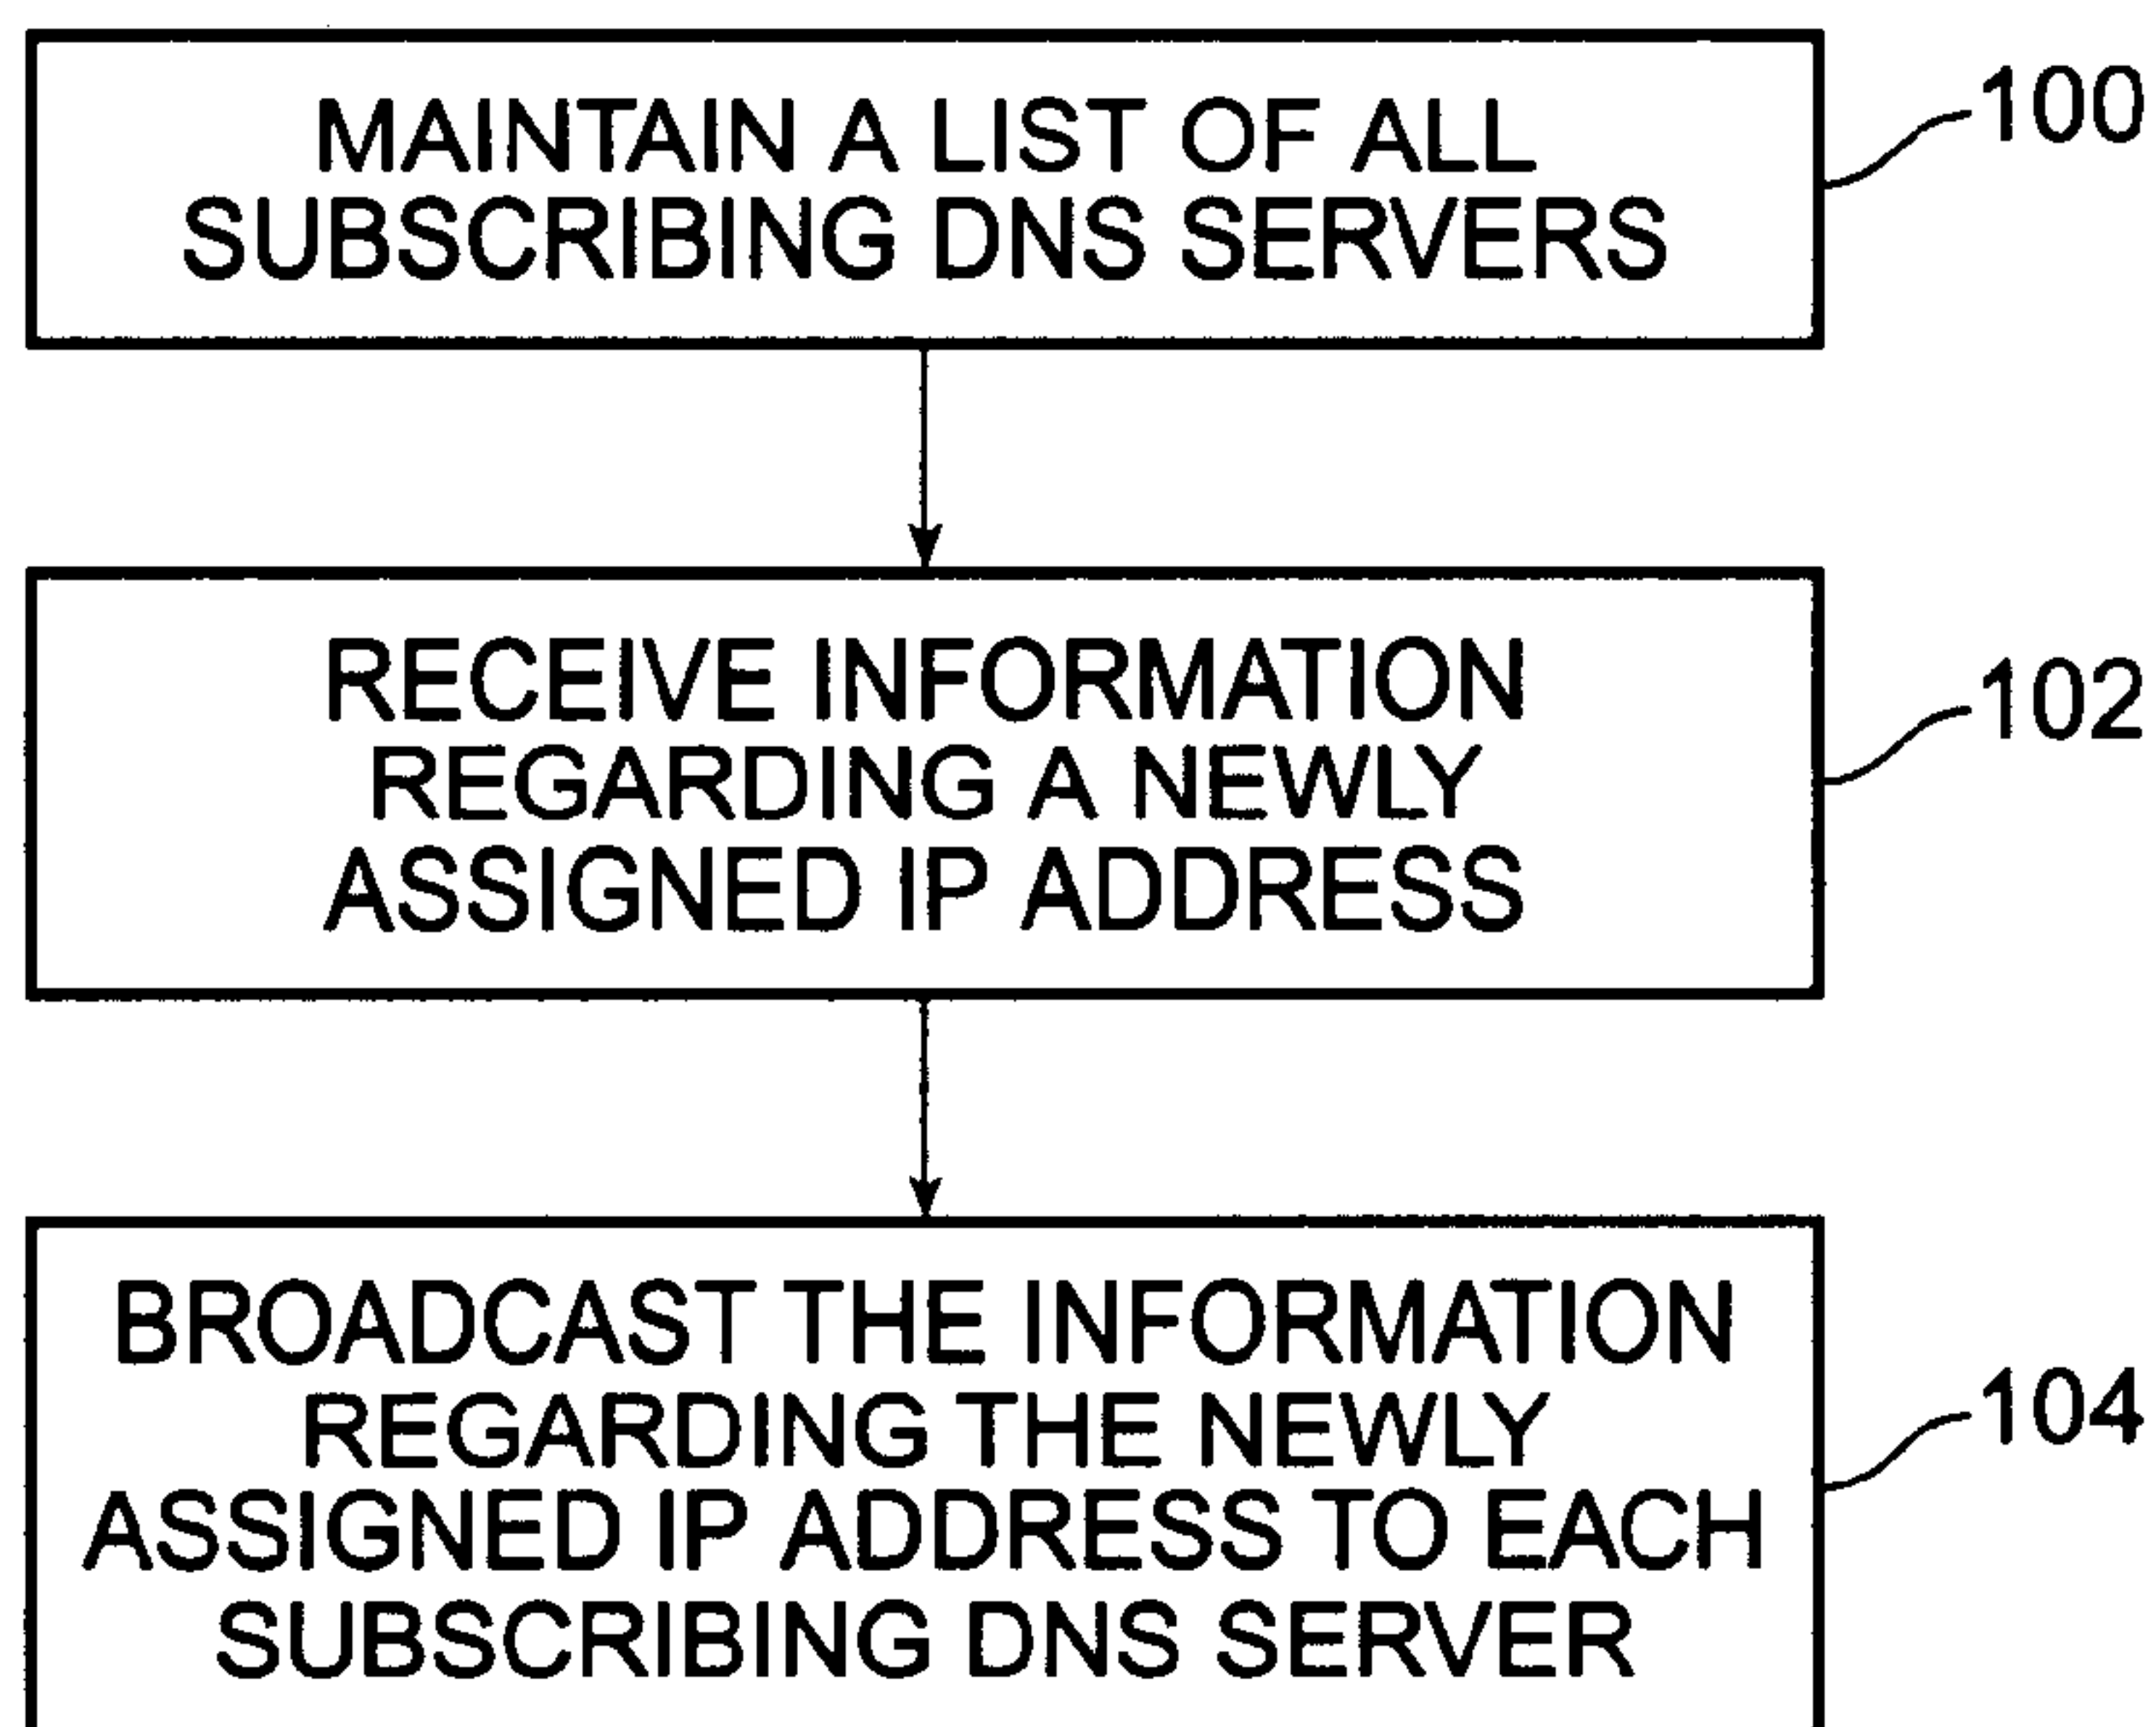 MAINTAIN A LIST OF ALL
SUBSCRIBING DNS SERVERS
100
RECEIVE INFORMATION
REGARDING A NEWLY
ASSIGNED IP ADDRESS
102
BROADCAST THE INFORMATION
REGARDING THE NEWLY
ASSIGNED IP ADDRESS TO EACH
SUBSCRIBING DNS SERVER
104